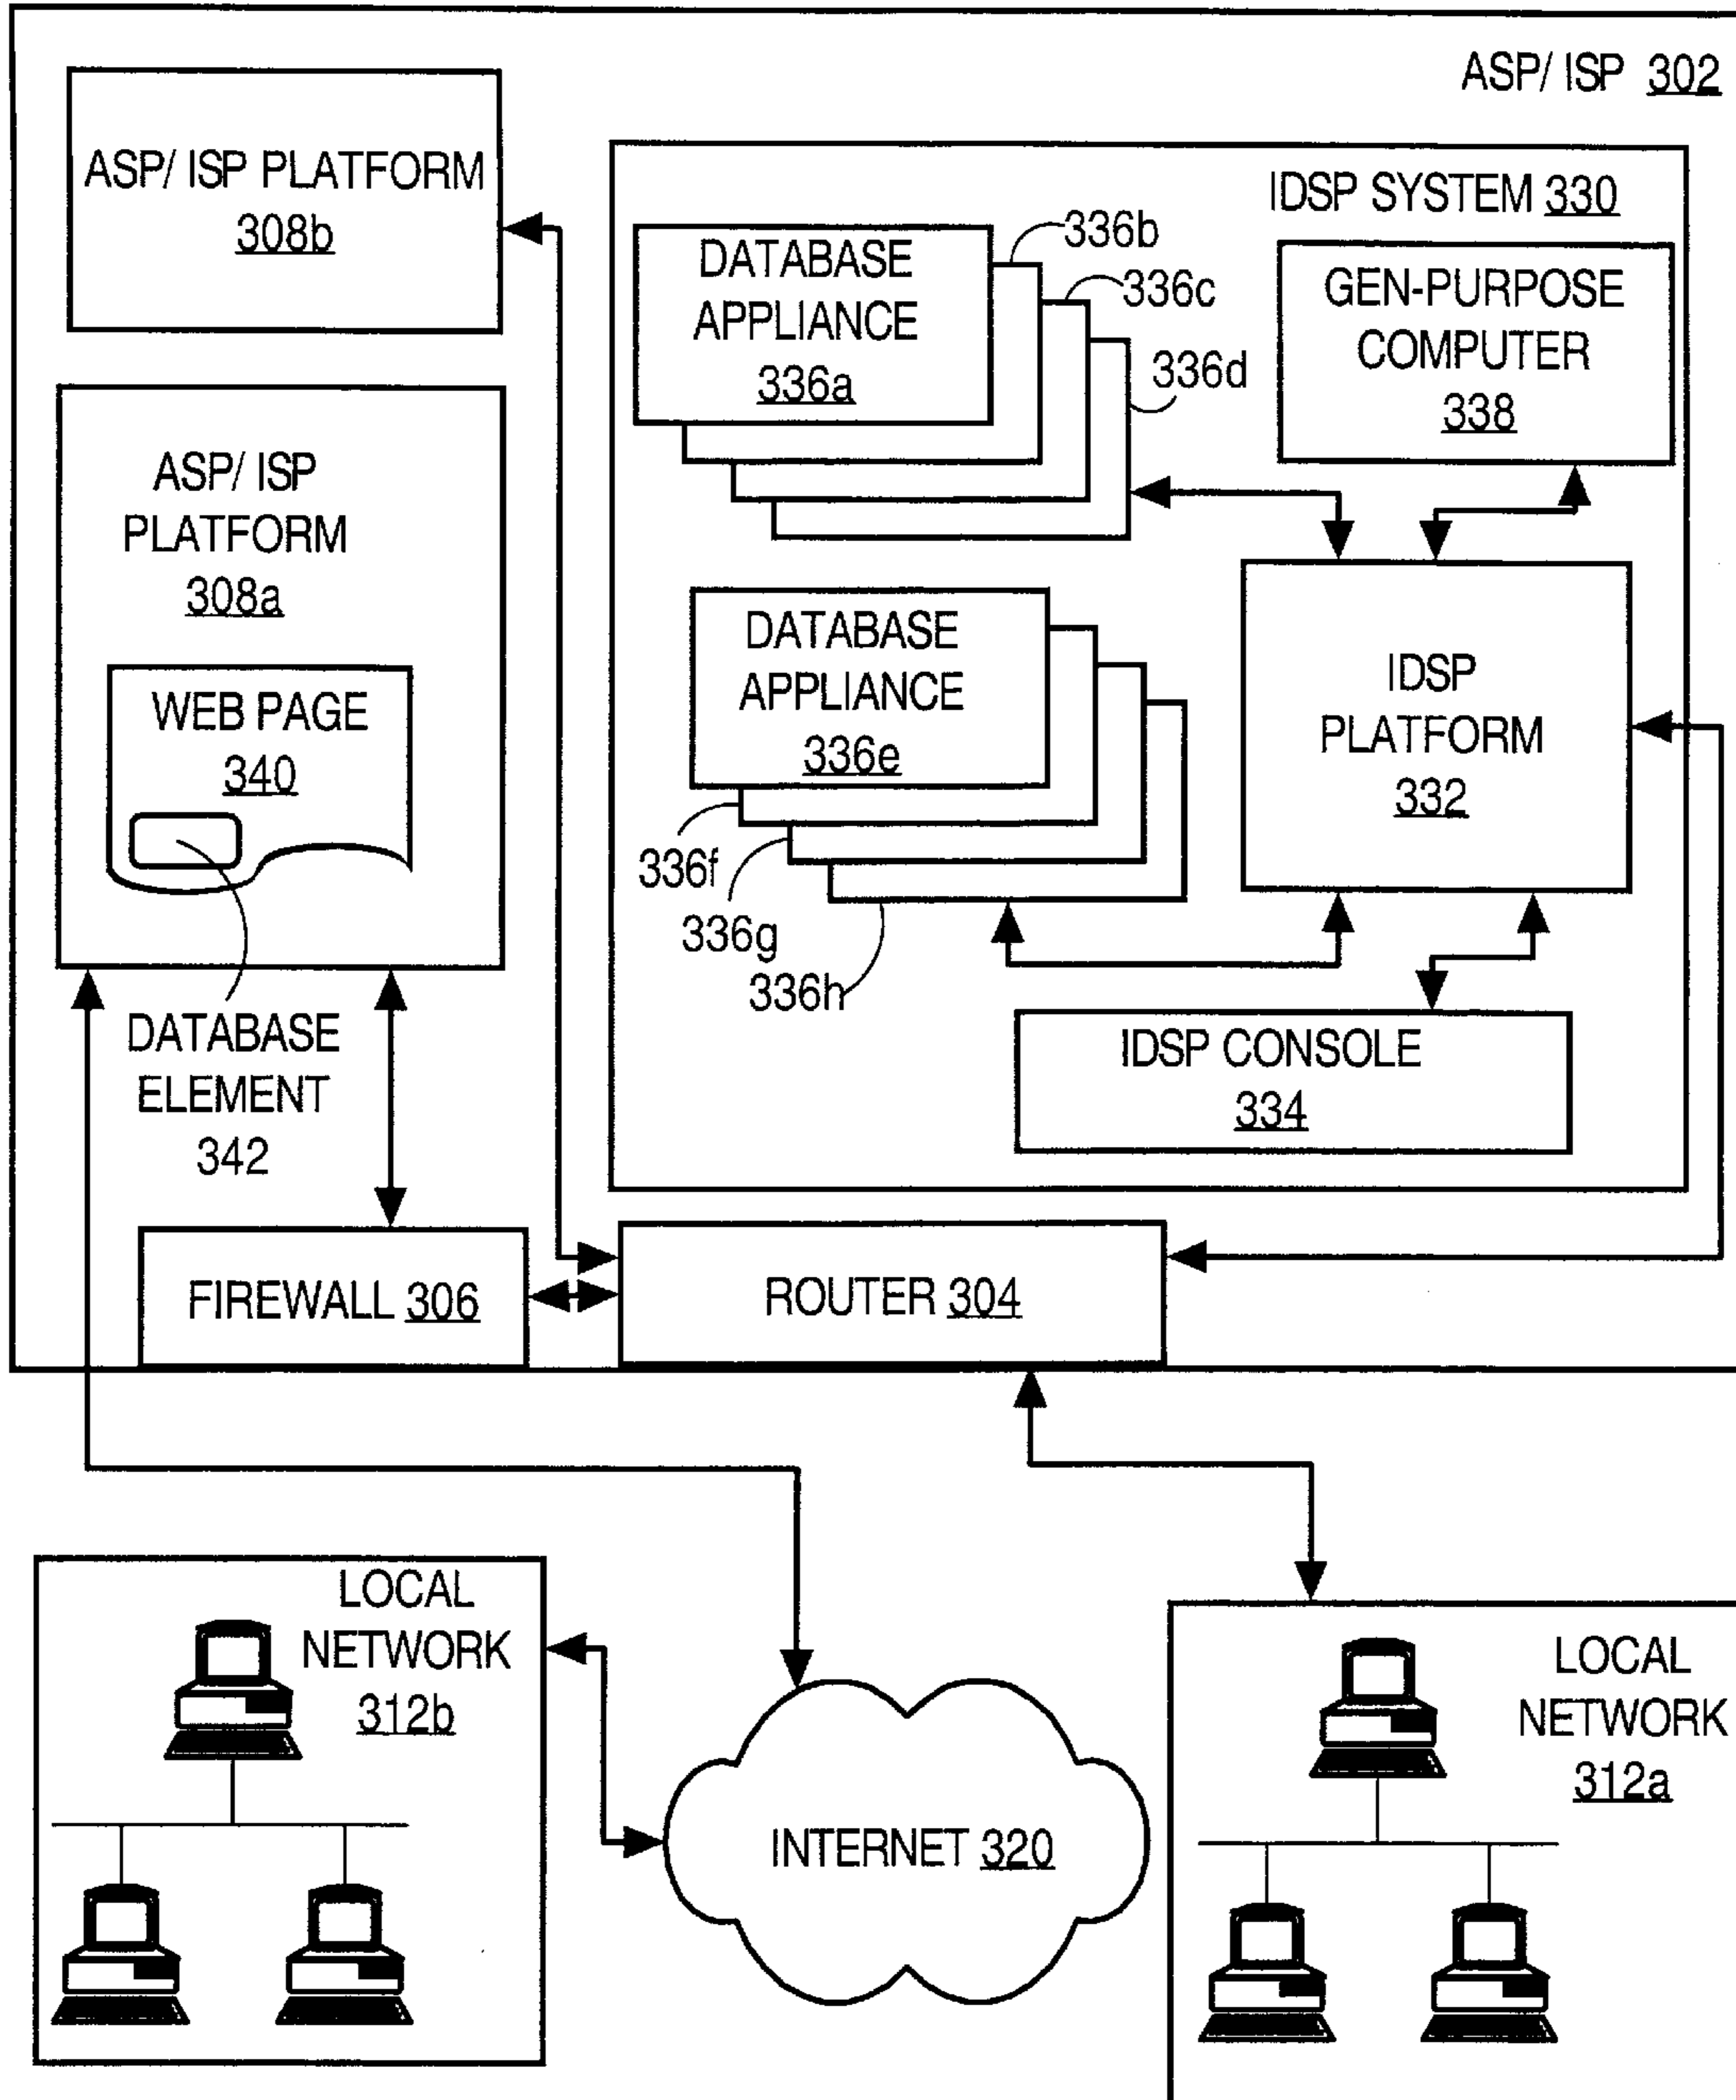 ASP/ ISP 302
ASP/ ISP PLATFORM
308b
IDSP SYSTEM 330
DATABASE
APPLIANCE
336a
336b
336c
336d
GEN-PURPOSE
COMPUTER
338
ASP/ ISP
PLATFORM
308a
WEB PAGE
340
DATABASE
APPLIANCE
336e
336f
336g
336h
IDSP
PLATFORM
332
DATABASE
ELEMENT
342
IDSP CONSOLE
334
FIREWALL 306
ROUTER 304
LOCAL
NETWORK
312b
INTERNET 320
LOCAL
NETWORK
312a